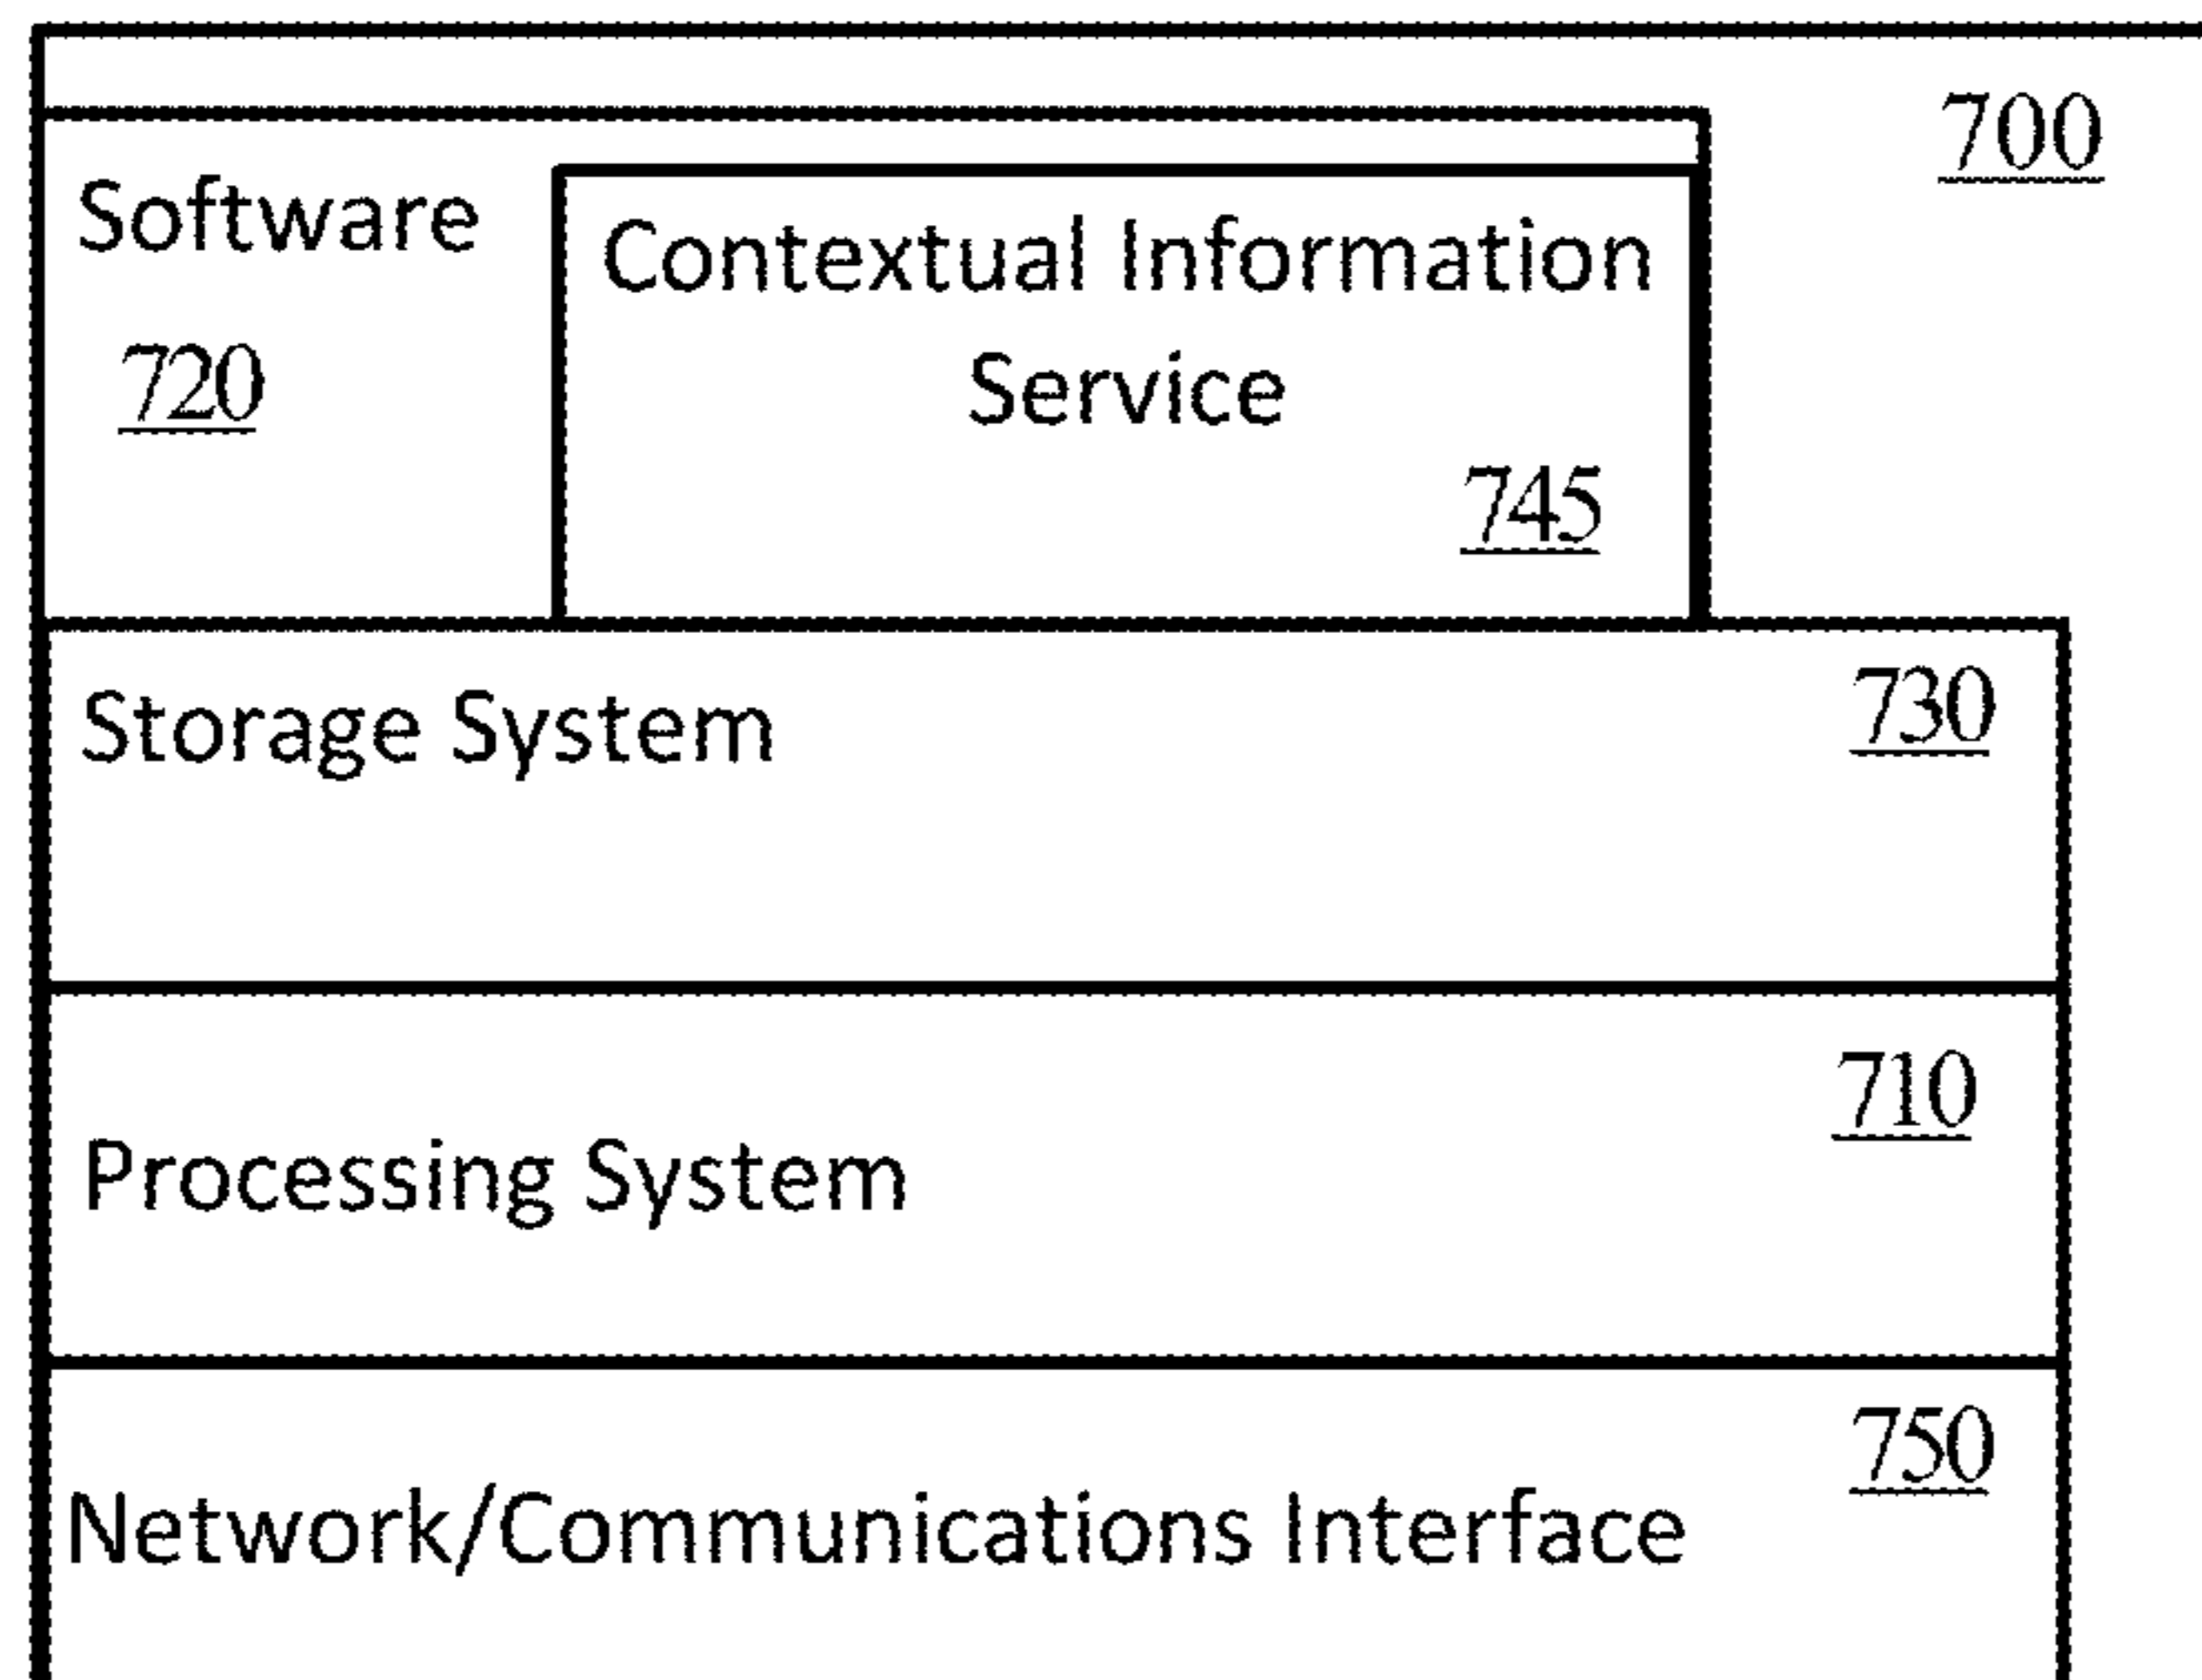 700
Software
720
Contextual Information
Service
745
Storage System
730
710
Processing System
750
Network/Communications Interface